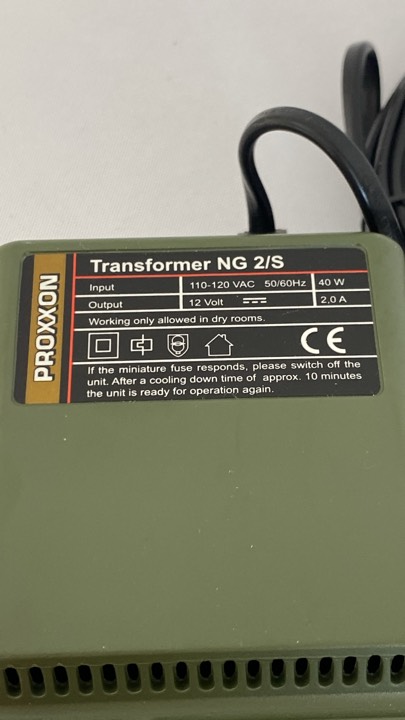 PROXXON
Transformer NG 2/S
Input 110-120 VAC 50/60Hz 40 W
Output 12 Volt 2,0 A
Working only allowed in dry rooms.
CE
If the miniature fuse responds, please switch off the
unit. After a cooling down time of approx. 10 minutes
the unit is ready for operation again.